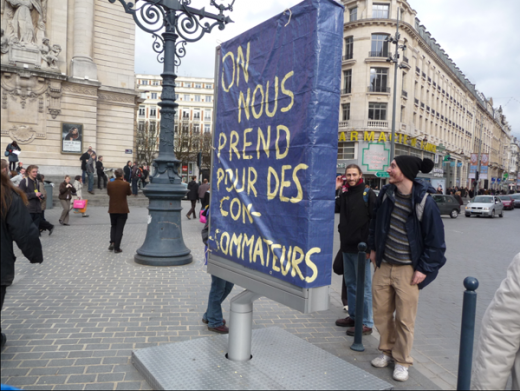 ON
NOUS
PREND
POUR DES
CON-
SOMMATEURS